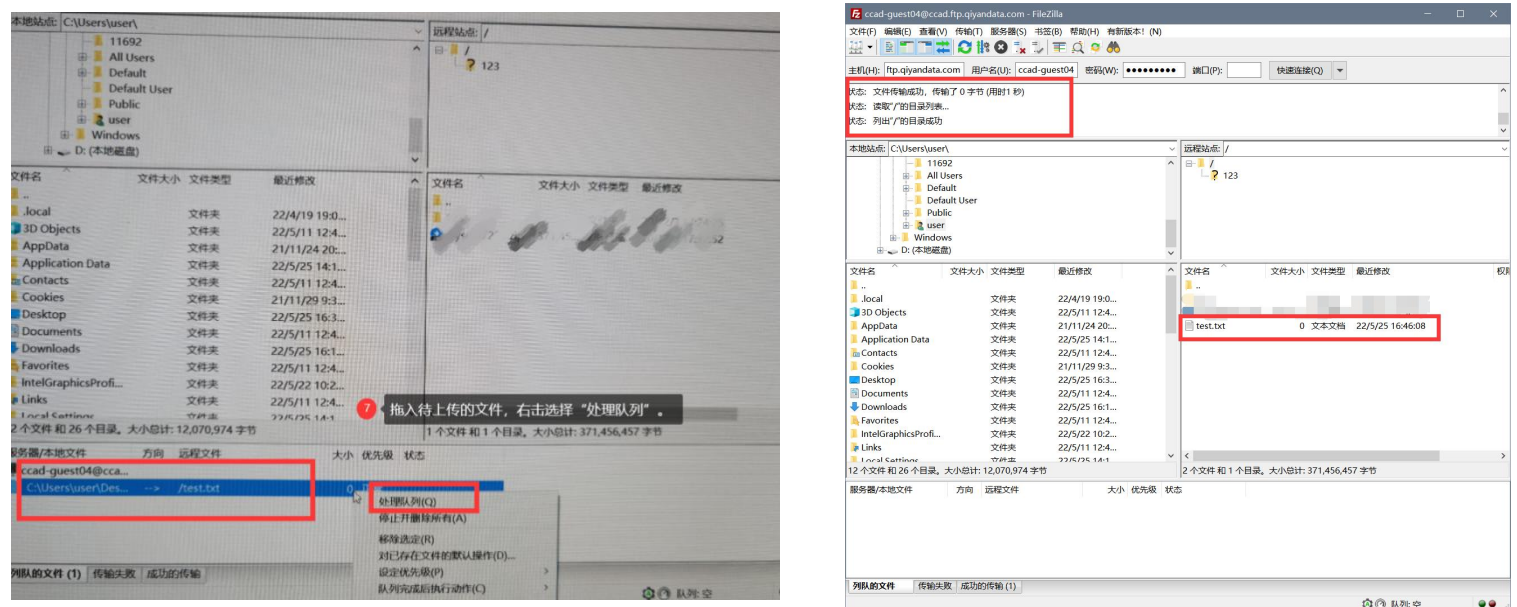 本地站点: C:\Users\user\
11692
All Users
Default
Default User
Public
user
Windows
D: (本地磁盘)
远程站点: /
/
123
文件名 文件大小 文件类型 最近修改
..
.local 文件夹 22/4/19 19:0...
3D Objects 文件夹 22/5/11 12:4...
AppData 文件夹 21/11/24 20:...
Application Data 文件夹 22/5/25 14:1...
Contacts 文件夹 22/5/11 12:4...
Cookies 文件夹 21/11/29 9:3...
Desktop 文件夹 22/5/25 16:3...
Documents 文件夹 22/5/11 12:4...
Downloads 文件夹 22/5/25 16:1...
Favorites 文件夹 22/5/11 12:4...
IntelGraphicsProfi... 文件夹 22/5/22 10:2...
Links 文件夹 22/5/11 12:4...
Local Settings 文件夹 22/5/25 14:1
文件名 文件大小 文件类型 最近修改
..
7 拖入待上传的文件，右击选择“处理队列”。
2 个文件 和 26 个目录。大小总计: 12,070,974 字节
1 个文件 和 1 个目录。大小总计: 371,456,457 字节
服务器/本地文件 方向 远程文件 大小 优先级 状态
ccad-guest04@cca...
C:\Users\user\Des... --> /test.txt 0
处理队列(Q)
停止并删除所有(A)
移除选定(R)
对已存在文件的默认操作(D)...
设定优先级(P)
队列完成后执行动作(C)
列队的文件 (1) 传输失败 成功的传输
队列: 空
ccad-guest04@ccad.ftp.qiyandata.com - FileZilla
文件(F) 编辑(E) 查看(V) 传输(T) 服务器(S) 书签(B) 帮助(H) 有新版本! (N)
主机(H): ftp.qiyandata.com 用户名(U): ccad-guest04 密码(W): ●●●●●●●●● 端口(P): 快速连接(Q)
状态: 文件传输成功，传输了 0 字节 (用时1 秒)
状态: 读取“/”的目录列表...
状态: 列出“/”的目录成功
本地站点: C:\Users\user\
11692
All Users
Default
Default User
Public
user
Windows
D: (本地磁盘)
远程站点: /
/
123
文件名 文件大小 文件类型 最近修改
..
.local 文件夹 22/4/19 19:0...
3D Objects 文件夹 22/5/11 12:4...
AppData 文件夹 21/11/24 20:...
Application Data 文件夹 22/5/25 14:1...
Contacts 文件夹 22/5/11 12:4...
Cookies 文件夹 21/11/29 9:3...
Desktop 文件夹 22/5/25 16:3...
Documents 文件夹 22/5/11 12:4...
Downloads 文件夹 22/5/25 16:1...
Favorites 文件夹 22/5/11 12:4...
IntelGraphicsProfi... 文件夹 22/5/22 10:2...
Links 文件夹 22/5/11 12:4...
Local Settings 文件夹 22/5/25 14:1
文件名 文件大小 文件类型 最近修改 权限
..
test.txt 0 文本文档 22/5/25 16:46:08
12 个文件 和 26 个目录。大小总计: 12,070,974 字节
2 个文件 和 1 个目录。大小总计: 371,456,457 字节
服务器/本地文件 方向 远程文件 大小 优先级 状态
列队的文件 传输失败 成功的传输 (1)
队列: 空